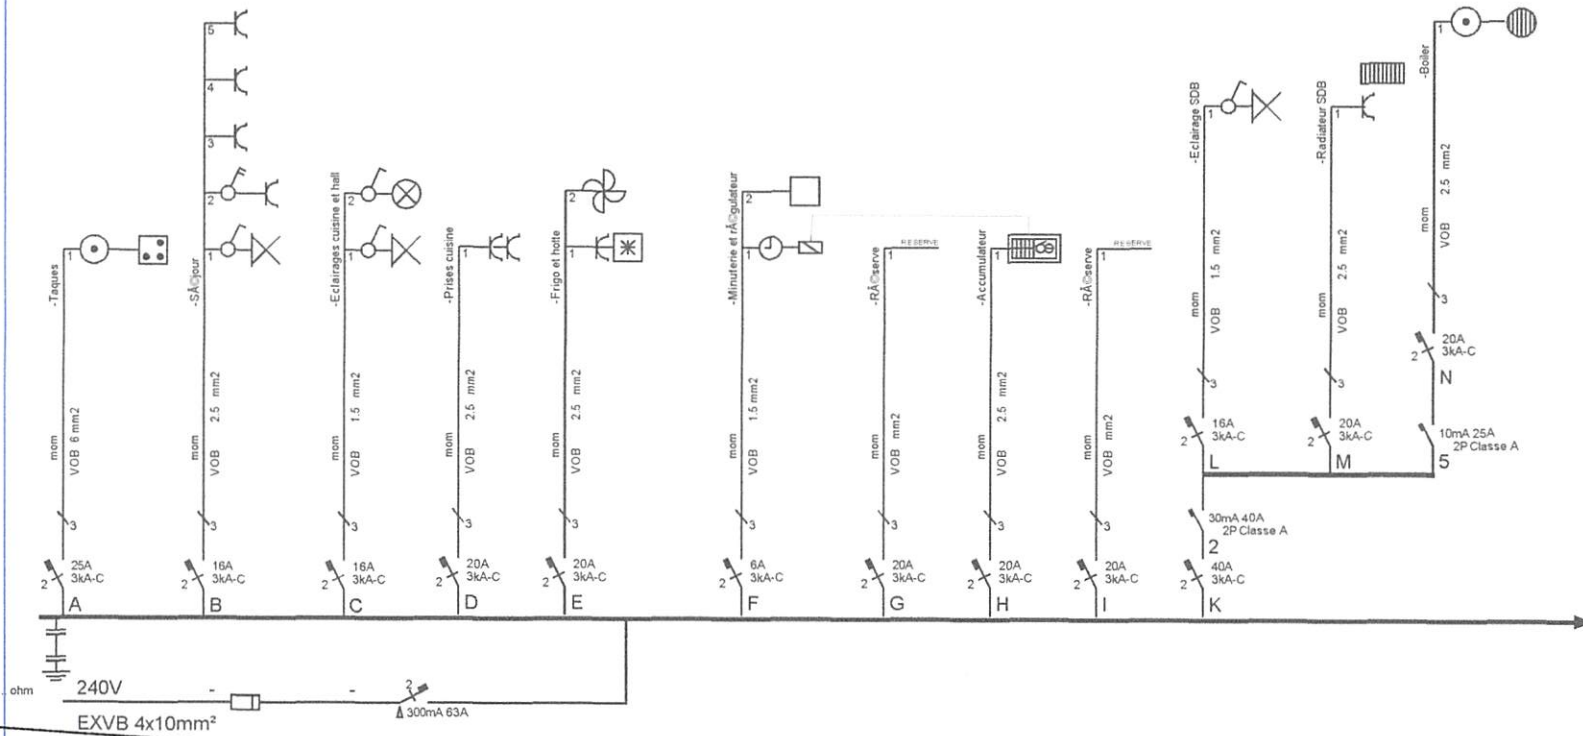 5
4
3
2
1
-SÃ©jour
mom
VOB 2.5 mm2
3
16A
3kA-C
2
B
1
-Taques
mom
VOB 6 mm2
3
25A
3kA-C
2
A
2
1
-Eclairages cuisine et hall
mom
VOB 1.5 mm2
3
16A
3kA-C
2
C
1
-Prises cuisine
mom
VOB 2.5 mm2
3
20A
3kA-C
2
D
2
1
-Frigo et hotte
mom
VOB 2.5 mm2
3
20A
3kA-C
2
E
2
1
-Minuterie et rÃ©gulateur
mom
VOB 1.5 mm2
3
6A
3kA-C
2
F
RESERVE
1
-RÃ©serve
mom
VOB mm2
3
20A
3kA-C
2
G
1
-Accumulateur
mom
VOB 2.5 mm2
3
20A
3kA-C
2
H
RESERVE
1
-RÃ©serve
mom
VOB mm2
3
20A
3kA-C
2
I
1
-Eclairage SDB
mom
VOB 1.5 mm2
3
16A
3kA-C
2
L
1
-Radiateur SDB
mom
VOB 2.5 mm2
3
20A
3kA-C
2
M
1
-Boiler
mom
VOB 2.5 mm2
3
20A
3kA-C
2
N
10mA 25A
2P Classe A
5
30mA 40A
2P Classe A
2
40A
3kA-C
2
K
ohm
240V - -
2
Δ 300mA 63A
EXVB 4x10mm²